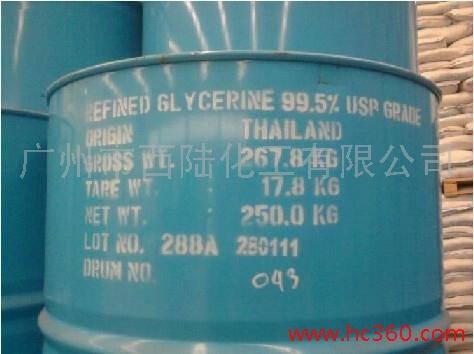 REFINED GLYCERINE 99.5% USP GRADE
ORIGIN THAILAND
GROSS WT. : 267.8 KG
广州 西陆化工有限公司
TARE WT. : 17.8 KG
NET WT. : 250.0 KG
LOT NO. 288A 280111
DRUM NO. 043
www.hc360.com